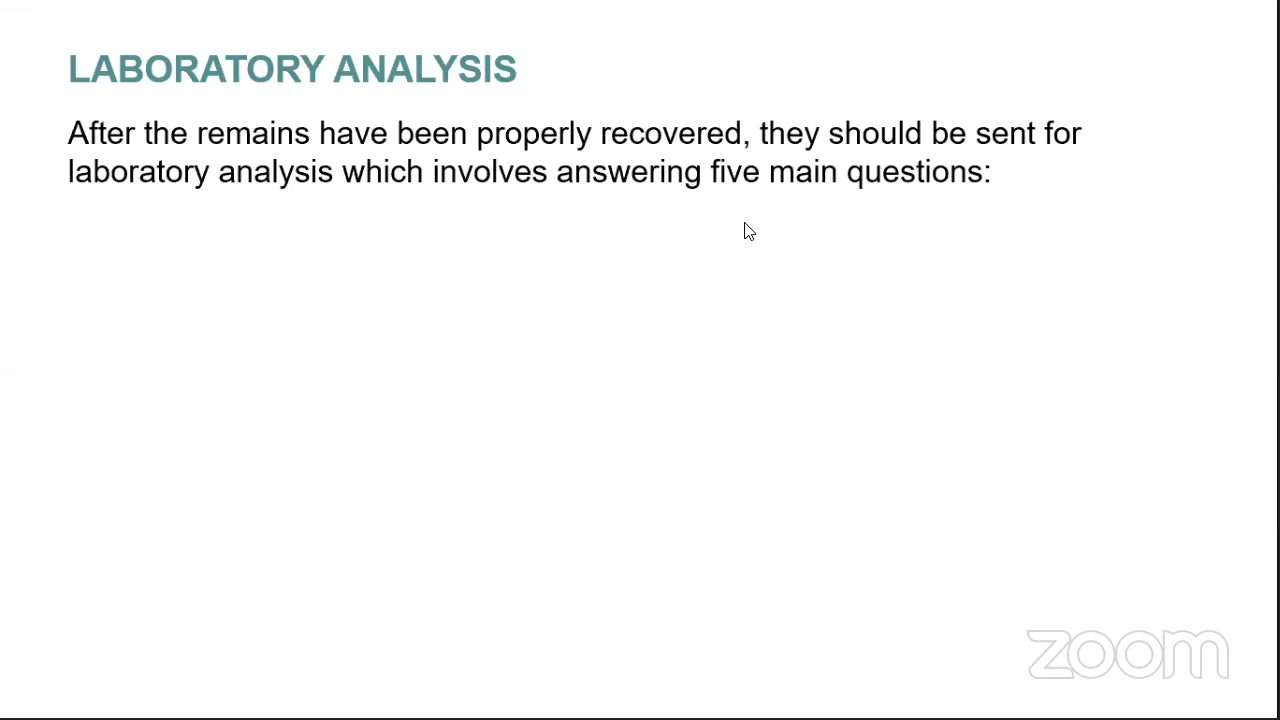 LABORATORY ANALYSIS
After the remains have been properly recovered, they should be sent for
laboratory analysis which involves answering five main questions:
zoom